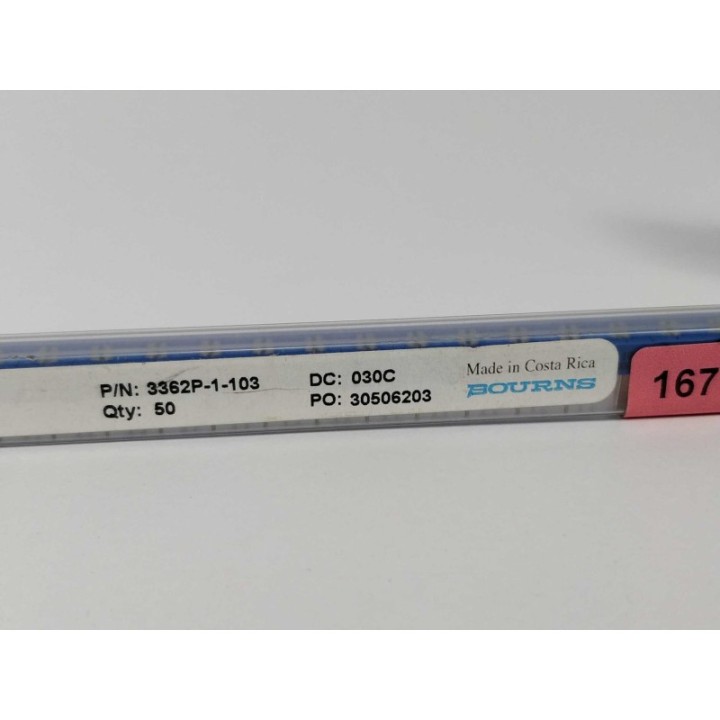 P/N: 3362P-1-103
Qty: 50
DC: 030C
PO: 30506203
Made in Costa Rica
BOURNS
167